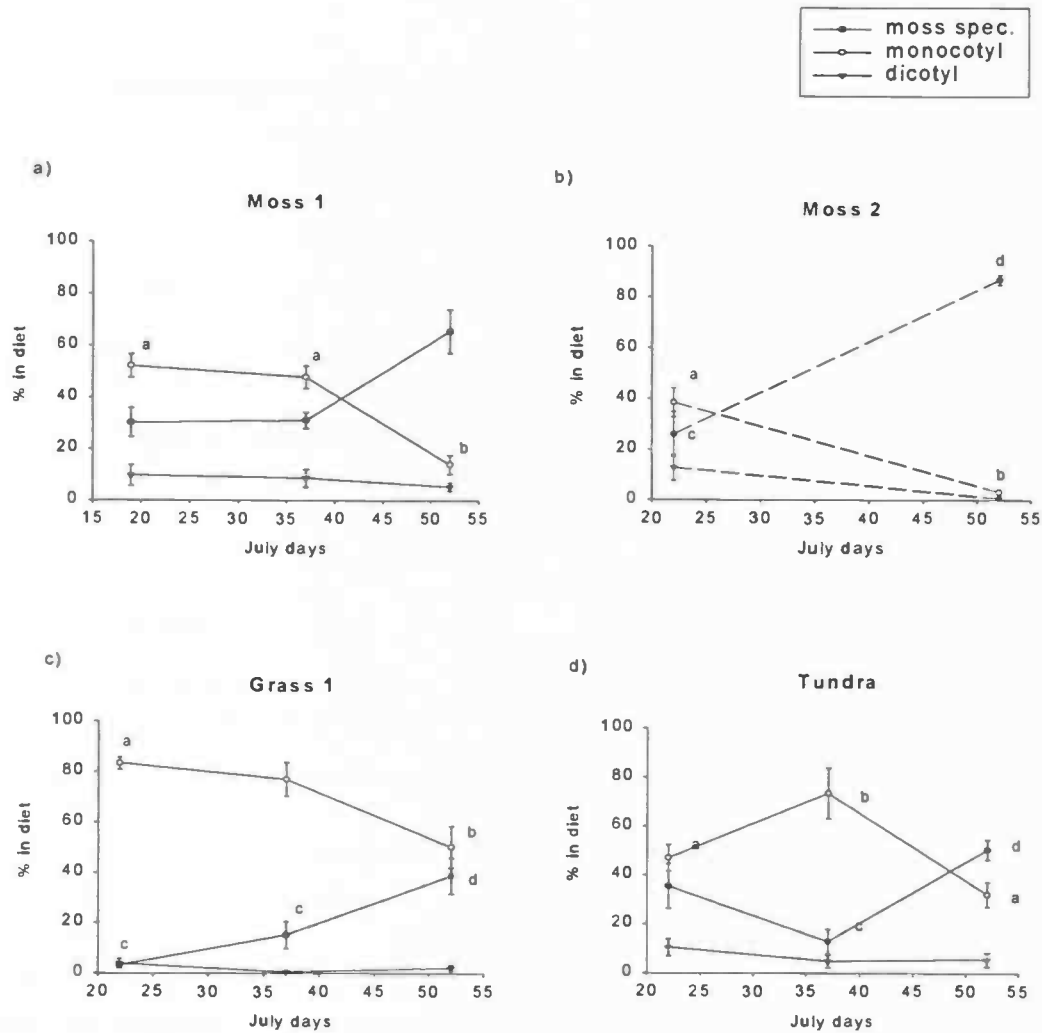 moss spec.
monocotyl
dicotyl
a)
Moss 1
100
80
60
40
20
0
% in diet
a
a
b
15 20 25 30 35 40 45 50 55
July days
b)
Moss 2
100
80
60
40
20
0
% in diet
a
c
d
b
20 25 30 35 40 45 50 55
July days
c)
Grass 1
100
80
60
40
20
0
% in diet
a
b
c
c
d
20 25 30 35 40 45 50 55
July days
d)
Tundra
100
80
60
40
20
0
% in diet
a
b
c
d
a
20 25 30 35 40 45 50 55
July days